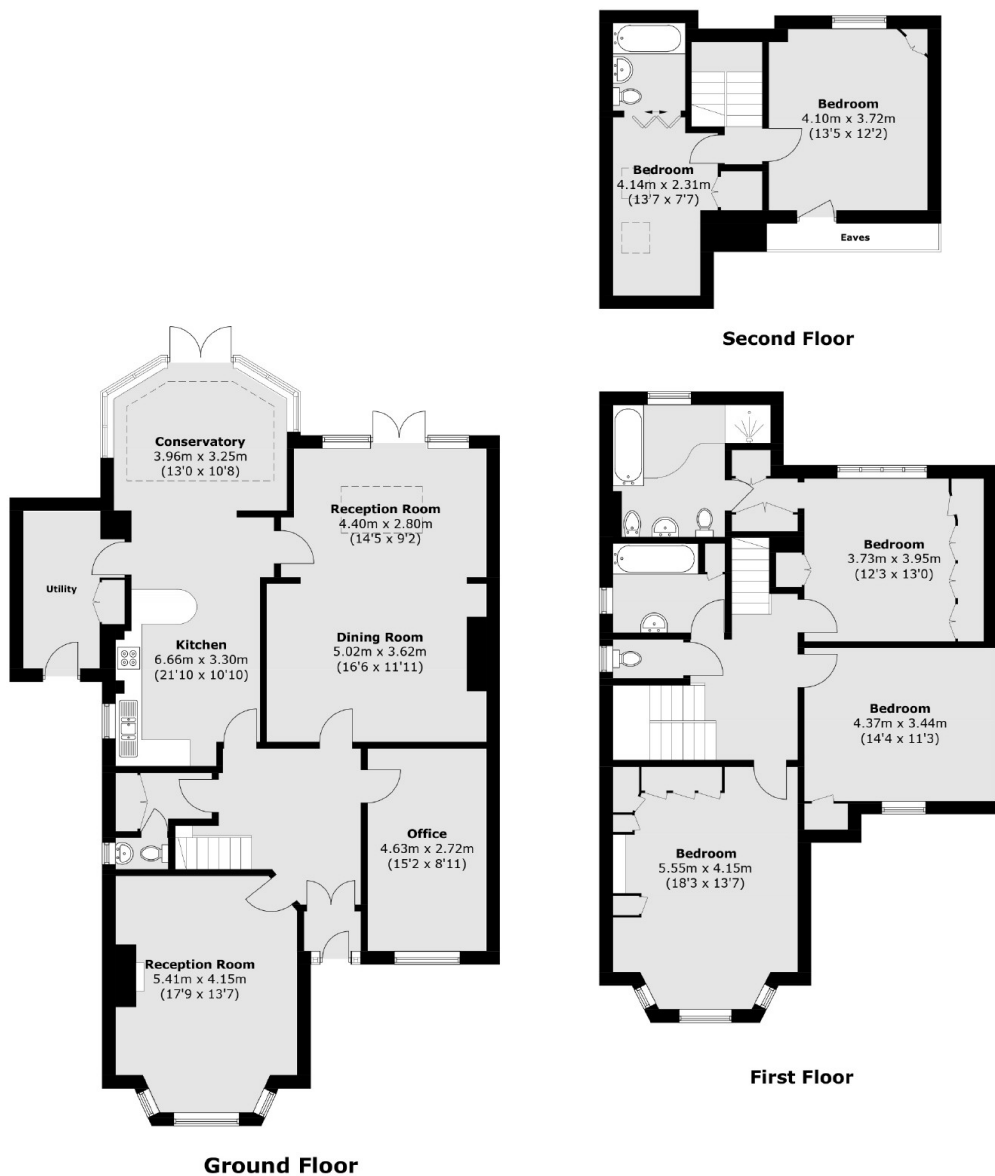 Bedroom
4.10m x 3.72m
(13'5 x 12'2)
Bedroom
4.14m x 2.31m
(13'7 x 7'7)
Eaves
Second Floor
Conservatory
3.96m x 3.25m
(13'0 x 10'8)
Reception Room
4.40m x 2.80m
(14'5 x 9'2)
Utility
Kitchen
6.66m x 3.30m
(21'10 x 10'10)
Dining Room
5.02m x 3.62m
(16'6 x 11'11)
Office
4.63m x 2.72m
(15'2 x 8'11)
Reception Room
5.41m x 4.15m
(17'9 x 13'7)
Ground Floor
Bedroom
3.73m x 3.95m
(12'3 x 13'0)
Bedroom
4.37m x 3.44m
(14'4 x 11'3)
Bedroom
5.55m x 4.15m
(18'3 x 13'7)
First Floor